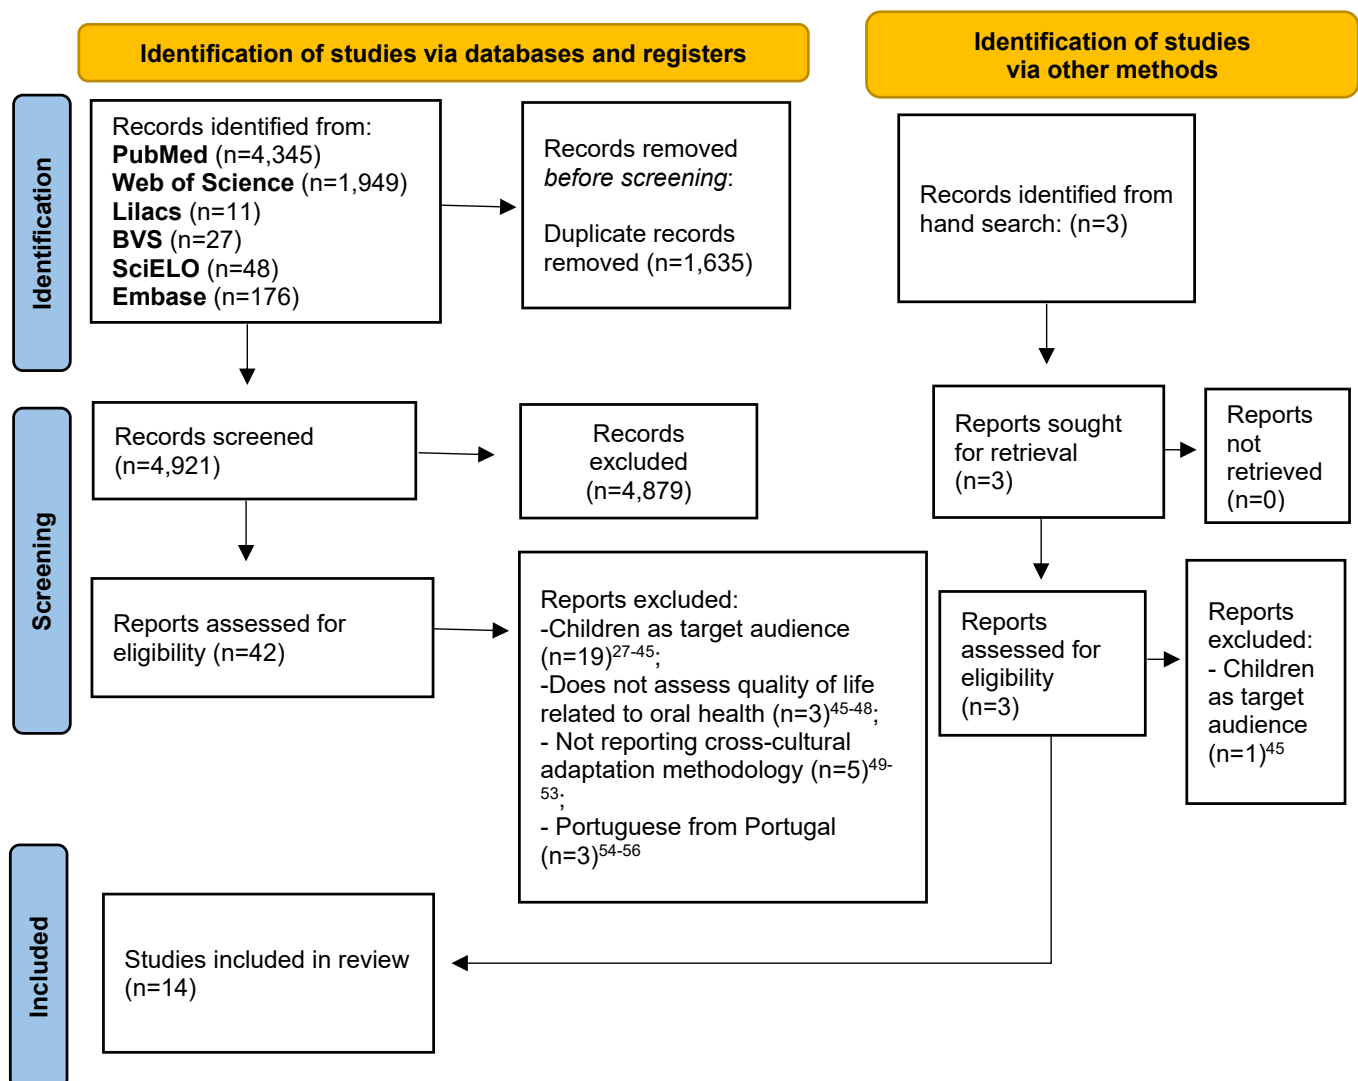 Identification of studies via databases and registers
Identification of studies
via other methods
Identification
Records identified from:
PubMed (n=4,345)
Web of Science (n=1,949)
Lilacs (n=11)
BVS (n=27)
SciELO (n=48)
Embase (n=176)
Records removed
before screening:
Duplicate records
removed (n=1,635)
Records identified from
hand search: (n=3)
Screening
Records screened
(n=4,921)
Records
excluded
(n=4,879)
Reports sought
for retrieval
(n=3)
Reports
not
retrieved
(n=0)
Reports assessed for
eligibility (n=42)
Reports excluded:
-Children as target audience
(n=19)27-45;
-Does not assess quality of life
related to oral health (n=3)45-48;
- Not reporting cross-cultural
adaptation methodology (n=5)49-
53;
- Portuguese from Portugal
(n=3)54-56
Reports
assessed for
eligibility
(n=3)
Reports
excluded:
- Children
as target
audience
(n=1)45
Included
Studies included in review
(n=14)